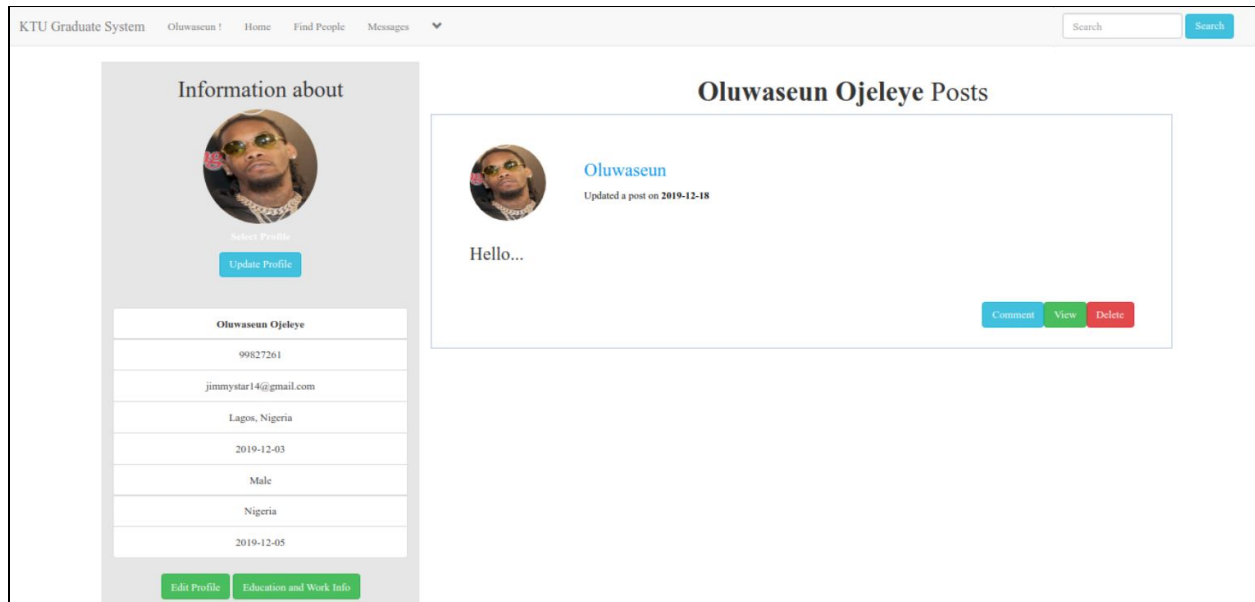 KTU Graduate System Oluwaseun ! Home Find People Messages Search Search
Information about
Select Profile
Update Profile
Oluwaseun Ojeleye
99827261
jimmystar14@gmail.com
Lagos, Nigeria
2019-12-03
Male
Nigeria
2019-12-05
Edit Profile Education and Work Info
Oluwaseun Ojeleye Posts
Oluwaseun
Updated a post on 2019-12-18
Hello...
Comment View Delete